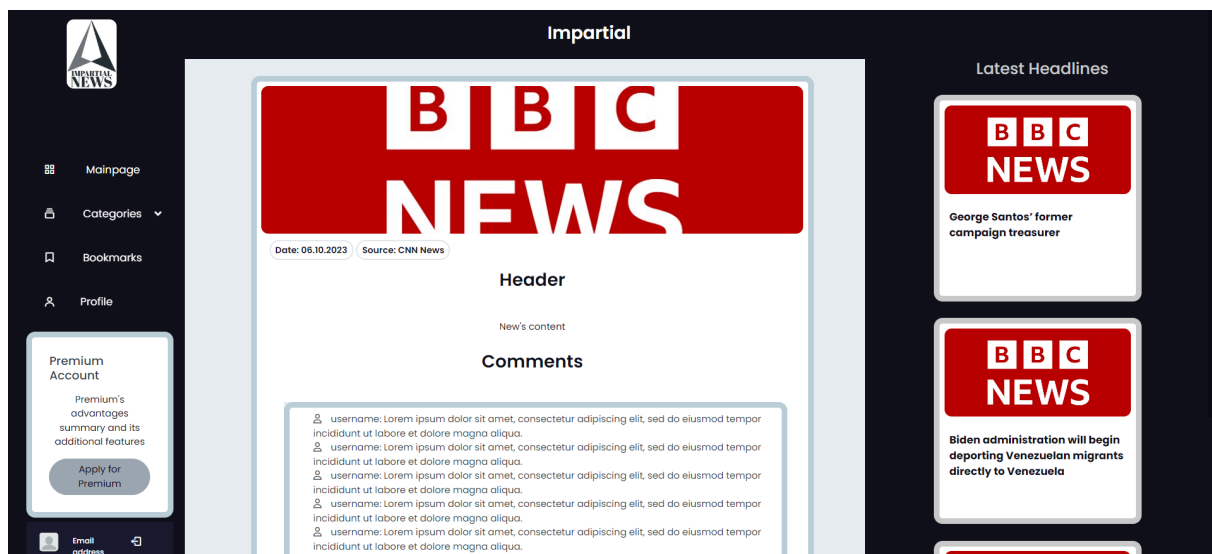 IMPARTIAL
NEWS
Mainpage
Categories
Bookmarks
Profile
Premium
Account
Premium's
advantages
summary and its
additional features
Apply for
Premium
Email
address
Impartial
BBC
NEWS
Date: 06.10.2023
Source: CNN News
Header
New's content
Comments
username: Lorem ipsum dolor sit amet, consectetur adipiscing elit, sed do eiusmod tempor
incididunt ut labore et dolore magna aliqua.
username: Lorem ipsum dolor sit amet, consectetur adipiscing elit, sed do eiusmod tempor
incididunt ut labore et dolore magna aliqua.
username: Lorem ipsum dolor sit amet, consectetur adipiscing elit, sed do eiusmod tempor
incididunt ut labore et dolore magna aliqua.
username: Lorem ipsum dolor sit amet, consectetur adipiscing elit, sed do eiusmod tempor
incididunt ut labore et dolore magna aliqua.
username: Lorem ipsum dolor sit amet, consectetur adipiscing elit, sed do eiusmod tempor
incididunt ut labore et dolore magna aliqua.
Latest Headlines
BBC
NEWS
George Santos’ former
campaign treasurer
BBC
NEWS
Biden administration will begin
deporting Venezuelan migrants
directly to Venezuela